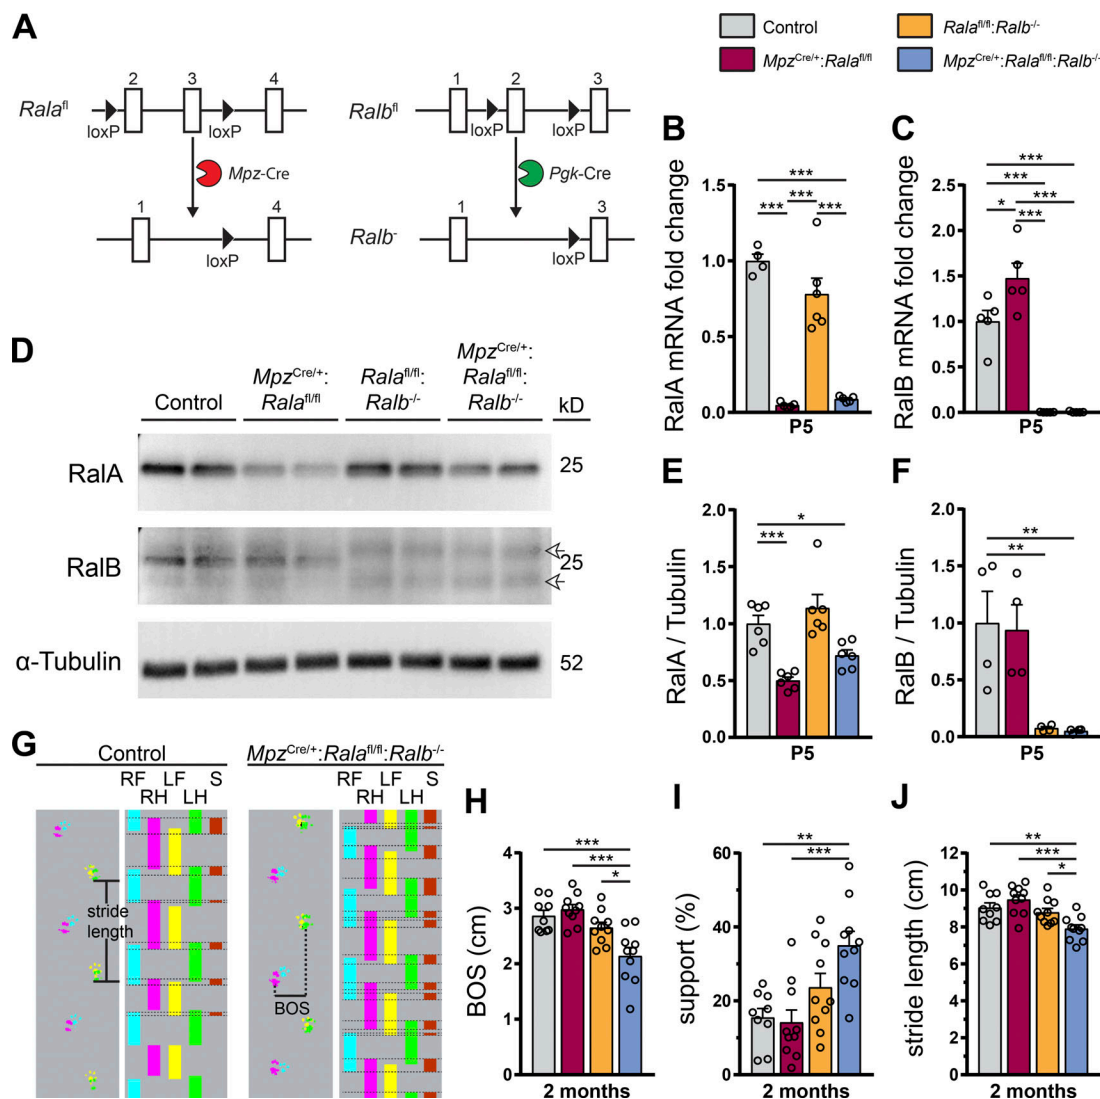 A
Control
Rala^fl/fl:Ralb^-/-
Mpz^Cre/+:Rala^fl/fl
Mpz^Cre/+:Rala^fl/fl:Ralb^-/-
2 3 4
Rala^fl
loxP loxP
Mpz-Cre
1 4
loxP
1 2 3
Ralb^fl
loxP loxP
Pgk-Cre
1 3
Ralb^-
loxP
B
RalA mRNA fold change
1.5
1.0
0.5
0.0
*** *** *** ***
P5
C
RalB mRNA fold change
2.5
2.0
1.5
1.0
0.5
0.0
*** *** *** * ***
P5
D
Control
Mpz^Cre/+:
Rala^fl/fl
Rala^fl/fl:
Ralb^-/-
Mpz^Cre/+:
Rala^fl/fl:
Ralb^-/-
kD
RalA 25
RalB 25
α-Tubulin 52
E
RalA / Tubulin
2.0
1.5
1.0
0.5
0.0
* ***
P5
F
RalB / Tubulin
2.0
1.5
1.0
0.5
0.0
** **
P5
G
Control
RF LF S
RH LH
stride
length
Mpz^Cre/+:Rala^fl/fl:Ralb^-/-
RF LF S
RH LH
BOS
H
BOS (cm)
4
3
2
1
0
*** *** *
2 months
I
support (%)
60
40
20
0
** ***
2 months
J
stride length (cm)
12
10
8
6
4
2
0
** *** *
2 months